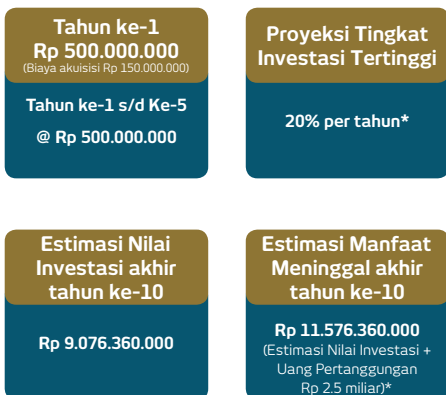 Tahun ke-1
Rp 500.000.000
(Biaya akuisisi Rp 150.000.000)
Tahun ke-1 s/d Ke-5
@ Rp 500.000.000
Proyeksi Tingkat
Investasi Tertinggi
20% per tahun*
Estimasi Nilai
Investasi akhir
tahun ke-10
Rp 9.076.360.000
Estimasi Manfaat
Meninggal akhir
tahun ke-10
Rp 11.576.360.000
(Estimasi Nilai Investasi +
Uang Pertanggungan
Rp 2.5 miliar)*